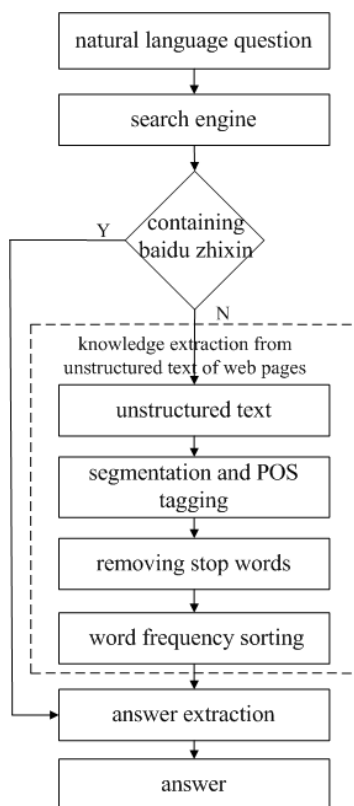 natural language question
search engine
containing
baidu zhixin
Y
N
knowledge extraction from
unstructured text of web pages
unstructured text
segmentation and POS
tagging
removing stop words
word frequency sorting
answer extraction
answer